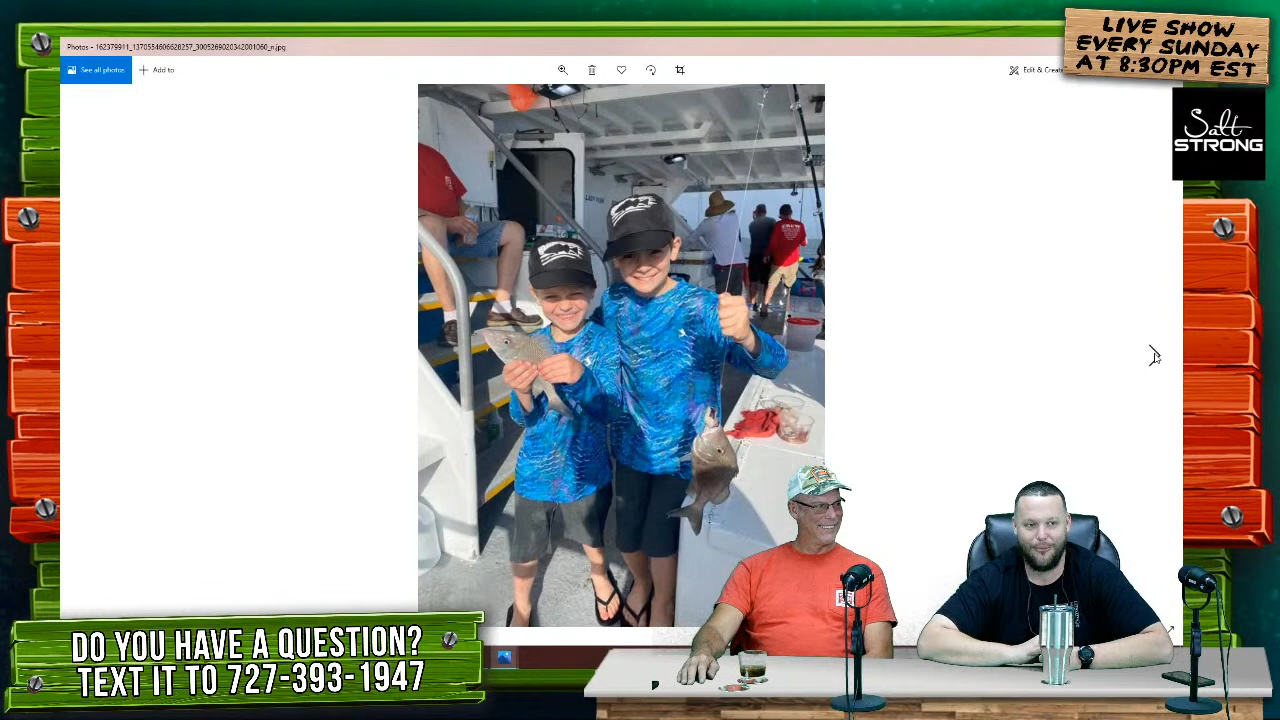 LIVE SHOW
EVERY SUNDAY
AT 8:30PM EST
Photos - 162379911_1370554606628257_3005269020342001060_n.jpg
See all photos
Add to
Edit & Create
Salt
STRONG
DO YOU HAVE A QUESTION?
TEXT IT TO 727-393-1947